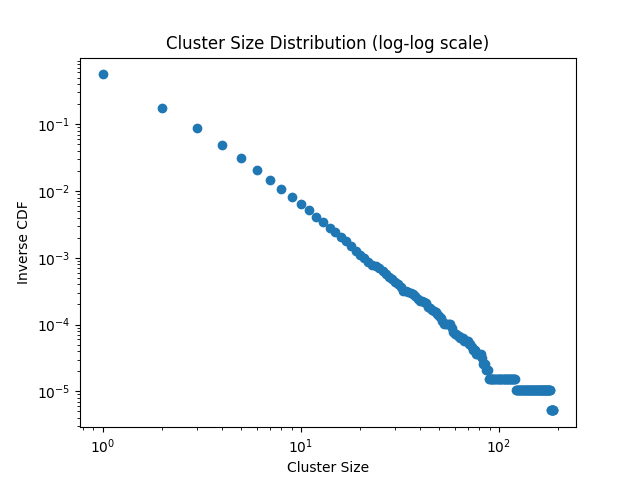 Cluster Size Distribution (log-log scale)
Inverse CDF
10⁻¹
10⁻²
10⁻³
10⁻⁴
10⁻⁵
10⁰ 10¹ 10²
Cluster Size